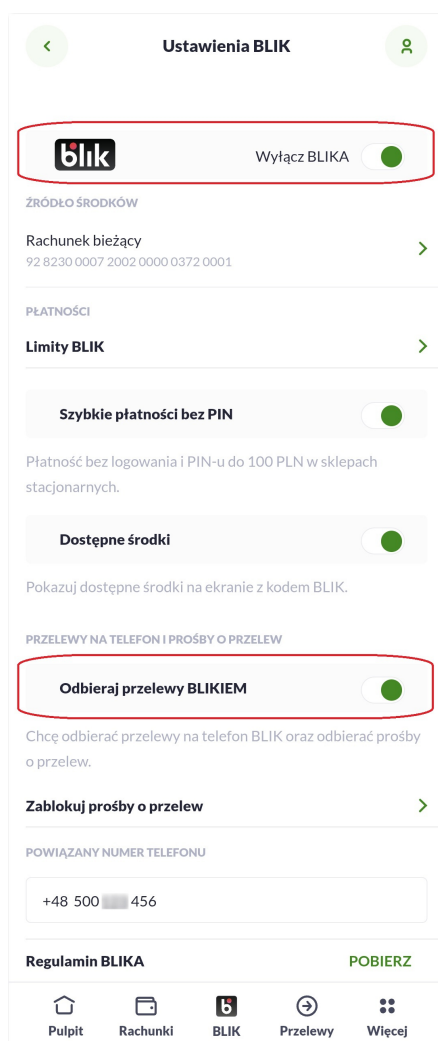 Ustawienia BLIK
blik
Wyłącz BLIKA
ŹRÓDŁO ŚRODKÓW
Rachunek bieżący
92 8230 0007 2002 0000 0372 0001
PŁATNOŚCI
Limity BLIK
Szybkie płatności bez PIN
Płatność bez logowania i PIN-u do 100 PLN w sklepach
stacjonarnych.
Dostępne środki
Pokazuj dostępne środki na ekranie z kodem BLIK.
PRZELEWY NA TELEFON I PROŚBY O PRZELEW
Odbieraj przelewy BLIKIEM
Chcę odbierać przelewy na telefon BLIK oraz odbierać prośby
o przelew.
Zablokuj prośby o przelew
POWIĄZANY NUMER TELEFONU
+48 500 456
Regulamin BLIKA
POBIERZ
Pulpit Rachunki BLIK Przelewy Więcej